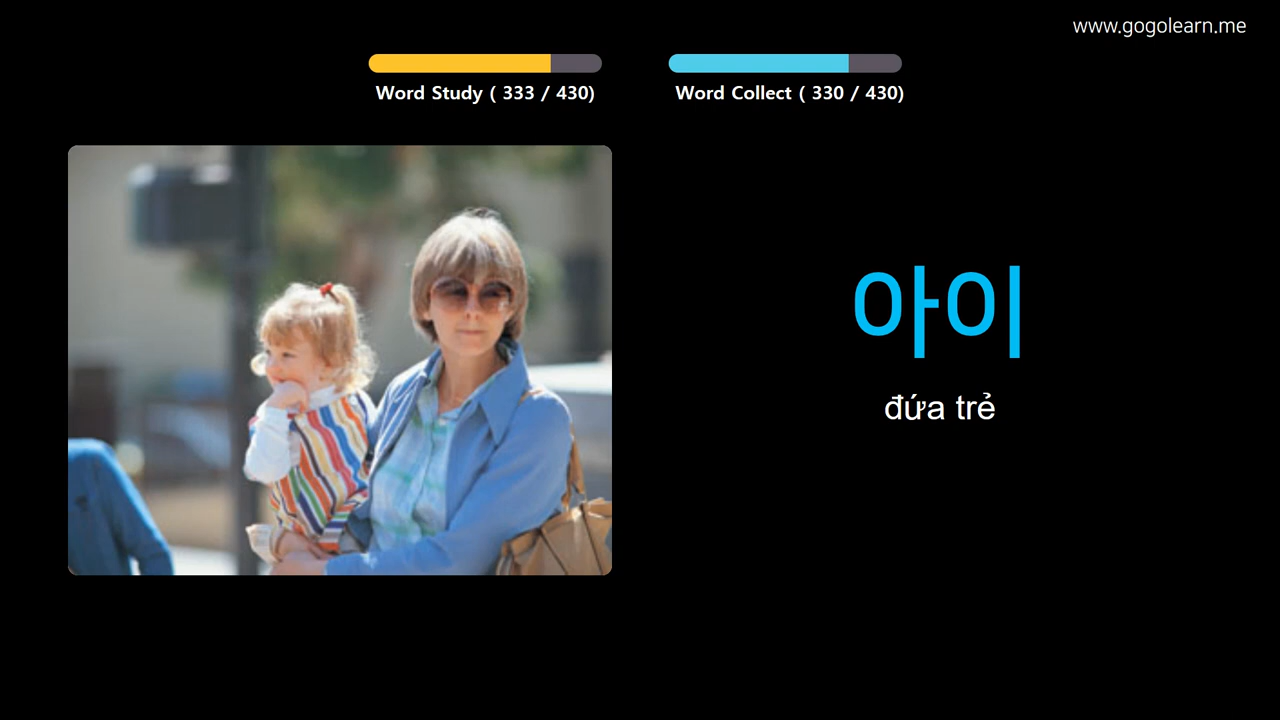 www.gogolearn.me
Word Study ( 333 / 430)
Word Collect ( 330 / 430)
아이
đứa trẻ